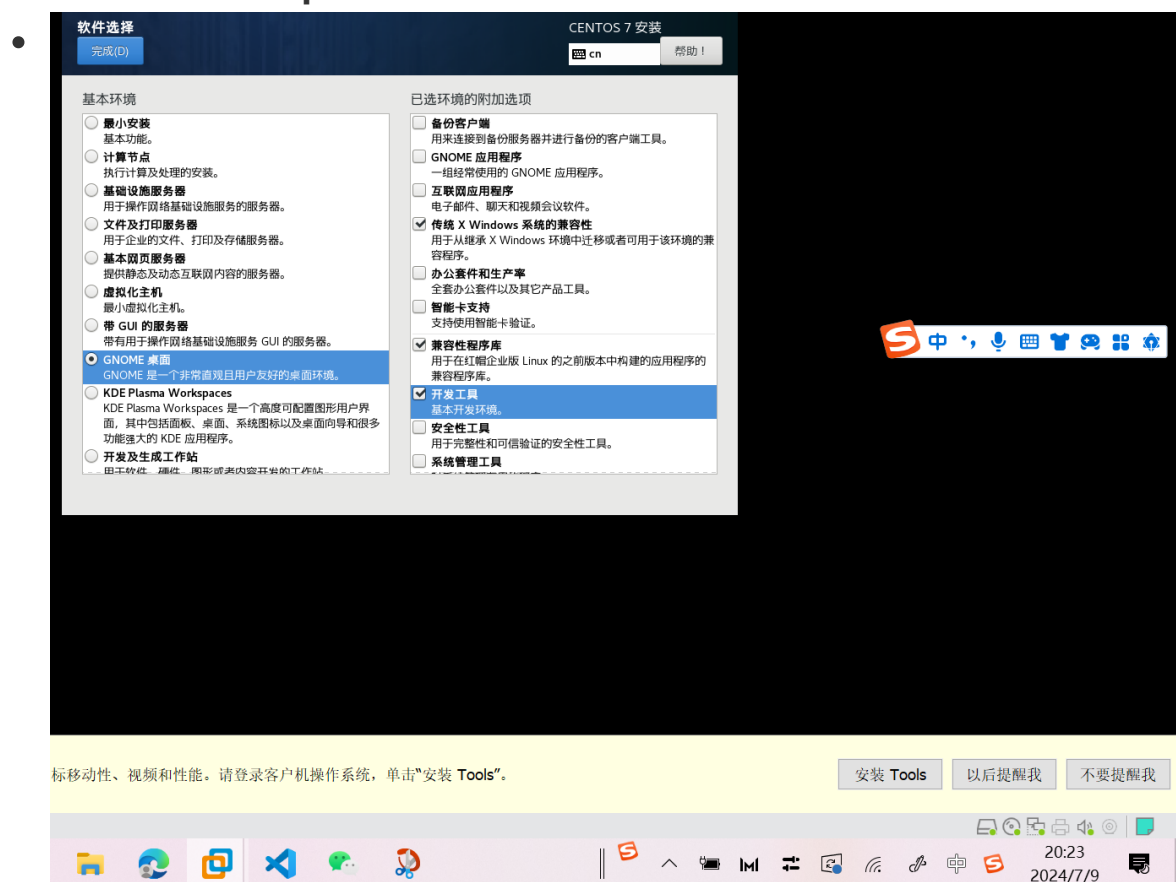 软件选择
CENTOS 7 安装
完成(D)
cn
帮助！
基本环境
最小安装
基本功能。
计算节点
执行计算及处理的安装。
基础设施服务器
用于操作网络基础设施服务的服务器。
文件及打印服务器
用于企业的文件、打印及存储服务器。
基本网页服务器
提供静态及动态互联网内容的服务器。
虚拟化主机
最小虚拟化主机。
带 GUI 的服务器
带有用于操作网络基础设施服务 GUI 的服务器。
GNOME 桌面
GNOME 是一个非常直观且用户友好的桌面环境。
KDE Plasma Workspaces
KDE Plasma Workspaces 是一个高度可配置图形用户界
面，其中包括面板、桌面、系统图标以及桌面向导和很多
功能强大的 KDE 应用程序。
开发及生成工作站
用于软件、硬件、图形或者内容开发的工作站
已选环境的附加选项
备份客户端
用来连接到备份服务器并进行备份的客户端工具。
GNOME 应用程序
一组经常使用的 GNOME 应用程序。
互联网应用程序
电子邮件、聊天和视频会议软件。
传统 X Windows 系统的兼容性
用于从继承 X Windows 环境中迁移或者可用于该环境的兼
容程序。
办公套件和生产率
全套办公套件以及其它产品工具。
智能卡支持
支持使用智能卡验证。
兼容性程序库
用于在红帽企业版 Linux 的之前版本中构建的应用程序的
兼容程序库。
开发工具
基本开发环境。
安全性工具
用于完整性和可信验证的安全性工具。
系统管理工具
中
标移动性、视频和性能。请登录客户机操作系统，单击“安装 Tools”。
安装 Tools
以后提醒我
不要提醒我
中
20:23
2024/7/9